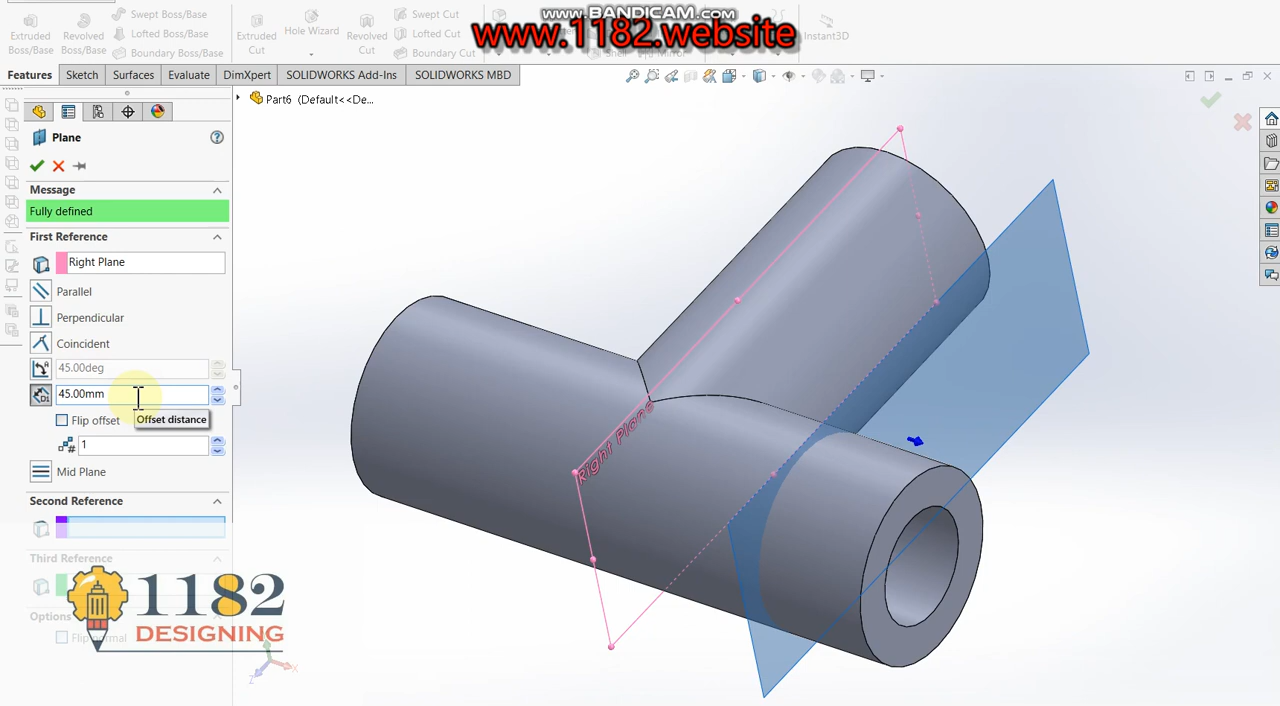 www.BANDICAM.com
www.1182.website
Extruded Boss/Base
Revolved Boss/Base
Swept Boss/Base
Lofted Boss/Base
Boundary Boss/Base
Extruded Cut
Hole Wizard
Revolved Cut
Swept Cut
Lofted Cut
Boundary Cut
Shell
Mirror
Instant3D
Features
Sketch
Surfaces
Evaluate
DimXpert
SOLIDWORKS Add-Ins
SOLIDWORKS MBD
Part6 (Default<<De...
Plane
Message
Fully defined
First Reference
Right Plane
Parallel
Perpendicular
Coincident
45.00deg
45.00mm
Flip offset
Offset distance
1
Mid Plane
Second Reference
Third Reference
Options
Flip normal
1182
DESIGNING
Right Plane